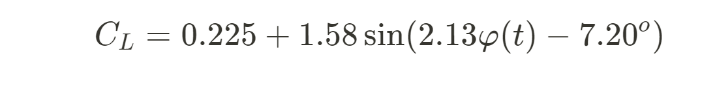 C_L = 0.225 + 1.58 sin(2.13φ(t) − 7.20°)